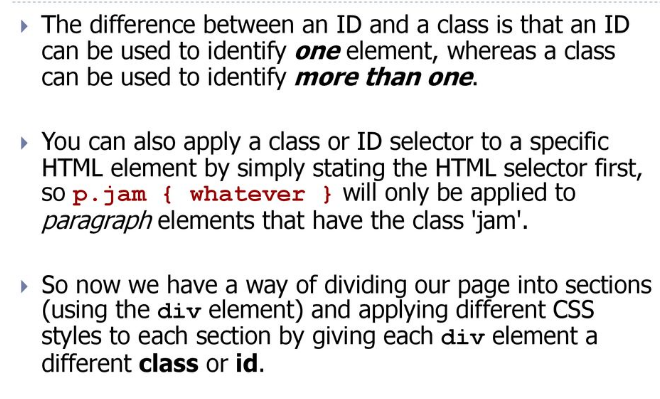 The difference between an ID and a class is that an ID
can be used to identify one element, whereas a class
can be used to identify more than one.
You can also apply a class or ID selector to a specific
HTML element by simply stating the HTML selector first,
so p.jam { whatever } will only be applied to
paragraph elements that have the class 'jam'.
So now we have a way of dividing our page into sections
(using the div element) and applying different CSS
styles to each section by giving each div element a
different class or id.